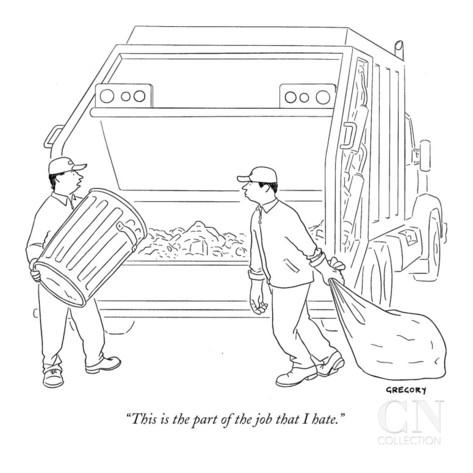 GREGORY
CN
COLLECTION
“This is the part of the job that I hate.”